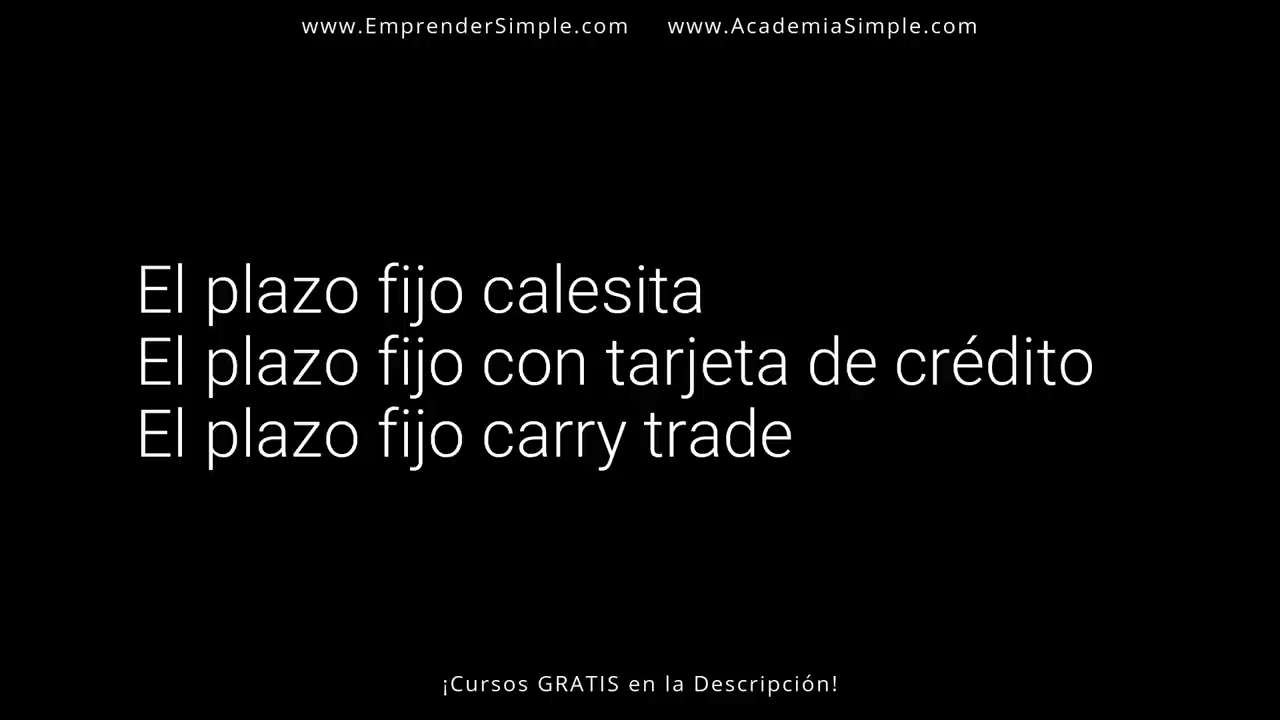 www.EmprenderSimple.com www.AcademiaSimple.com
El plazo fijo calesita
El plazo fijo con tarjeta de crédito
El plazo fijo carry trade
¡Cursos GRATIS en la Descripción!